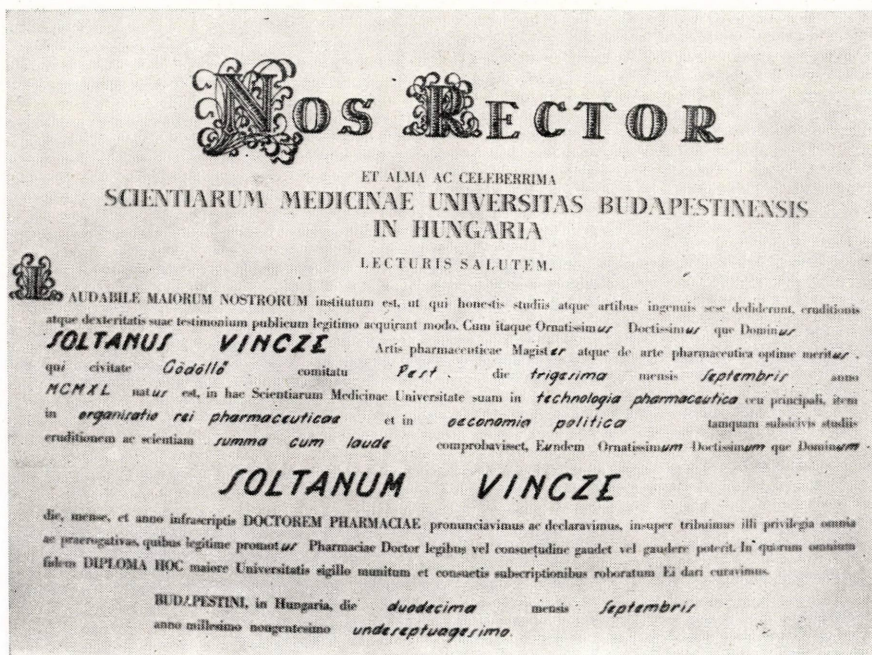 NOS RECTOR
ET ALMA AC CELEBERRIMA
SCIENTIARUM MEDICINAE UNIVERSITAS BUDAPESTINENSIS
IN HUNGARIA
LECTURIS SALUTEM.
LAUDABILE MAIORUM NOSTRORUM institutum est, ut qui honestis studiis atque artibus ingenuis sese dediderunt, eruditionis
atque dexteritatis suae testimonium publicum legitimo acquirant modo. Cum itaque Ornatissimus Doctissimus que Dominus
SOLTANUS VINCZE Artis pharmaceuticae Magister atque de arte pharmaceutica optime meritus.
qui civitate Gödöllő comitatu Pest. die trigesima mensis septembris anno
MCMXL natus est, in hac Scientiarum Medicinae Universitate suam in technologia pharmaceutica ceu principali, item
in organisatio rei pharmaceuticae et in oeconomia politica tamquam subsicivis studiis
eruditionem ac scientiam summa cum laude comprobavisset, Eundem Ornatissimum Doctissimum que Dominum
SOLTANUM VINCZE
die, mense, et anno infrascriptis DOCTOREM PHARMACIAE pronunciavimus ac declaravimus, insuper tribuimus illi privilegia omnia
ac praerogativas, quibus legitime promotus Pharmaciae Doctor legibus vel consuetudine gaudet vel gaudere poterit. In quorum omnium
fidem DIPLOMA HOC maiore Universitatis sigillo munitum et consuetis subscriptionibus roboratum Ei dari curavimus.
BUDAPESTINI, in Hungaria, die duodecima mensis septembris
anno millesimo nongentesimo undeseptuagesimo.